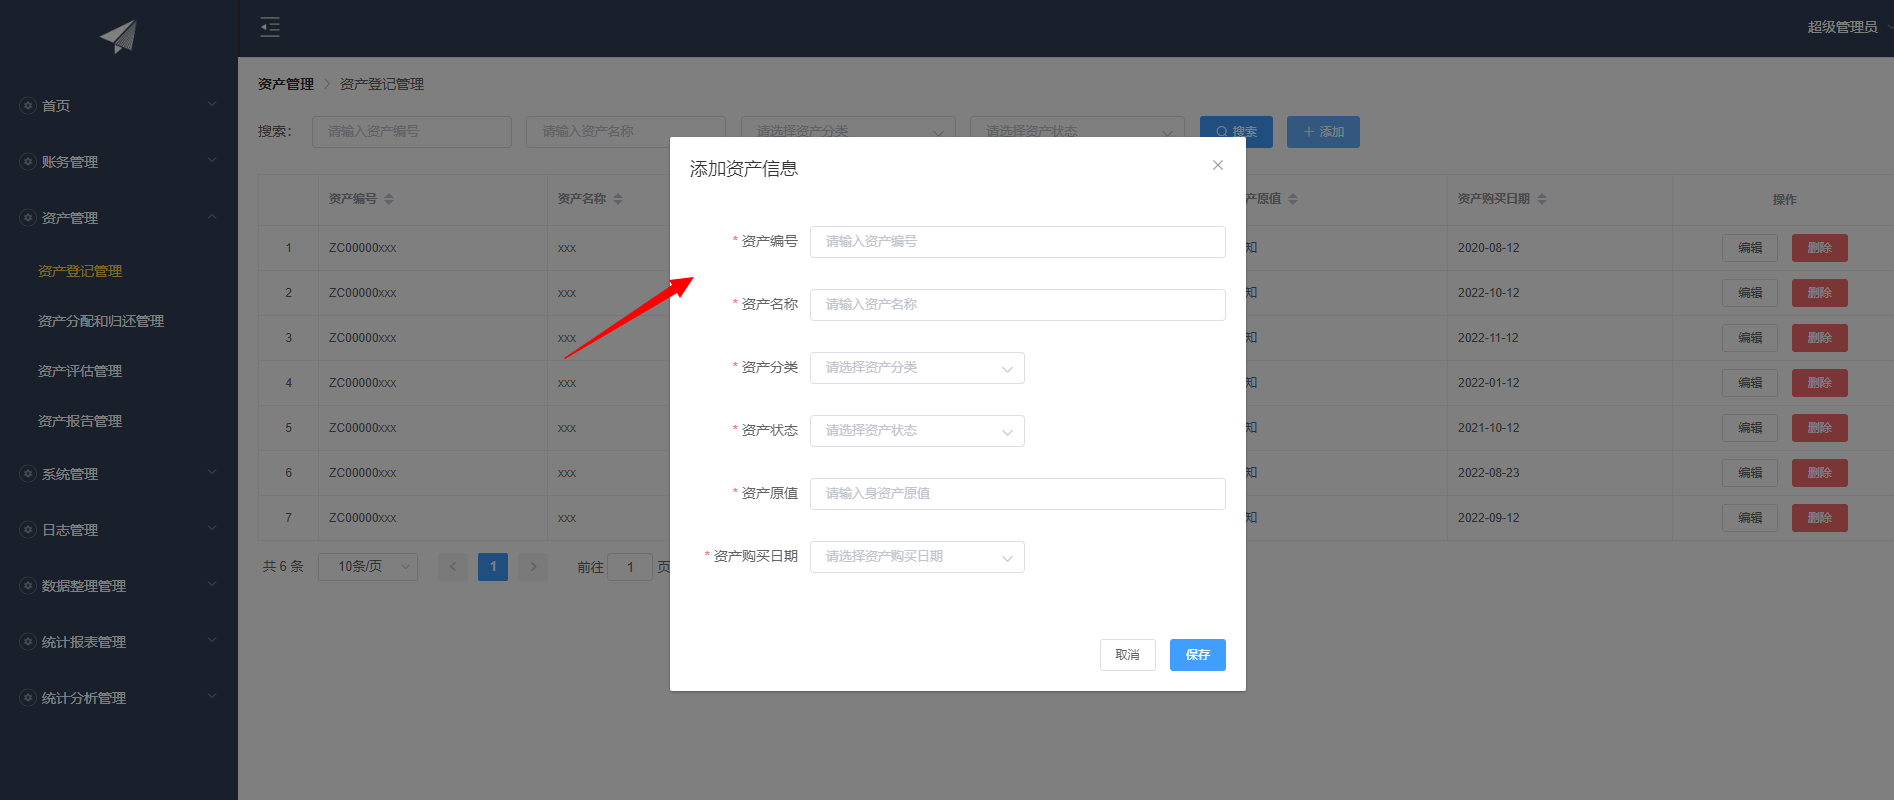 超级管理员
首页
账务管理
资产管理
资产登记管理
资产分配和归还管理
资产评估管理
资产报告管理
系统管理
日志管理
数据整理管理
统计报表管理
统计分析管理
资产管理 > 资产登记管理
搜索: 请输入资产编号 请输入资产名称 请选择资产分类 请选择资产状态 搜索 + 添加
资产编号 资产名称 产原值 资产购买日期 操作
1 ZC00000xxx xxx 知 2020-08-12 编辑 删除
2 ZC00000xxx xxx 知 2022-10-12 编辑 删除
3 ZC00000xxx xxx 知 2022-11-12 编辑 删除
4 ZC00000xxx xxx 知 2022-01-12 编辑 删除
5 ZC00000xxx xxx 知 2021-10-12 编辑 删除
6 ZC00000xxx xxx 知 2022-08-23 编辑 删除
7 ZC00000xxx xxx 知 2022-09-12 编辑 删除
共 6 条 10条/页 < 1 > 前往 1 页
添加资产信息
* 资产编号 请输入资产编号
* 资产名称 请输入资产名称
* 资产分类 请选择资产分类
* 资产状态 请选择资产状态
* 资产原值 请输入身资产原值
* 资产购买日期 请选择资产购买日期
取消 保存